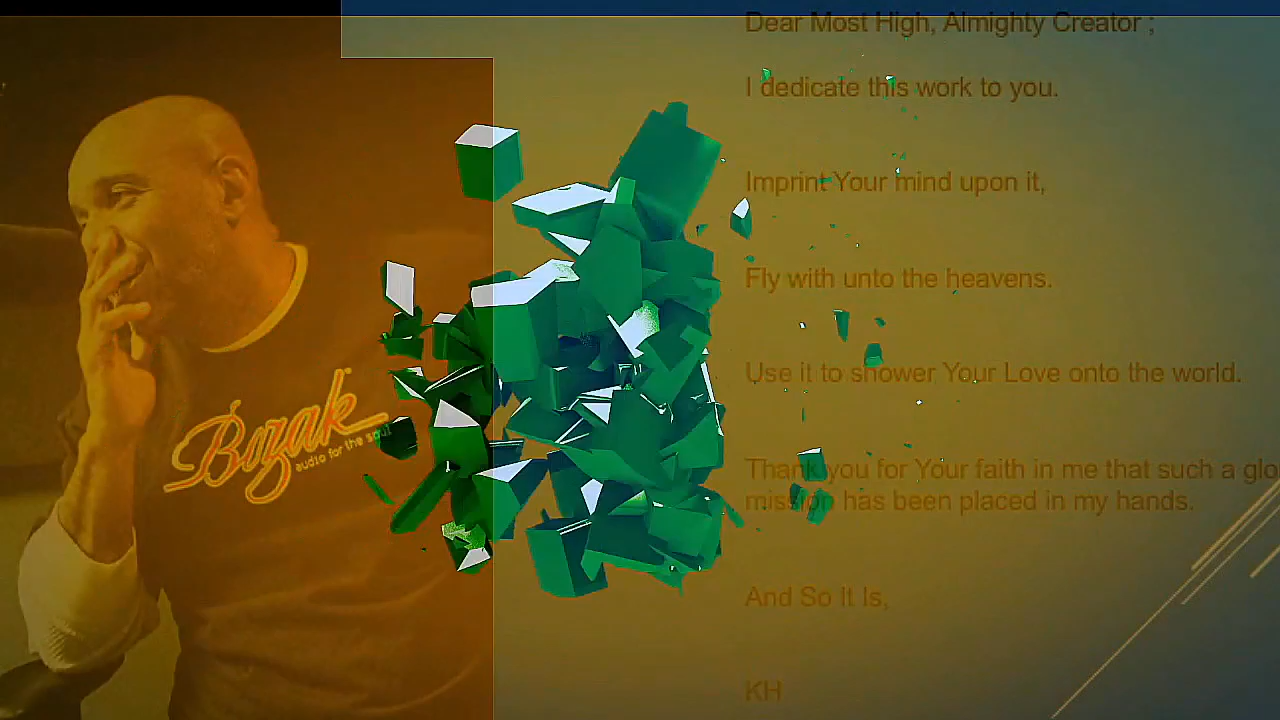 Dear Most High, Almighty Creator ;
I dedicate this work to you.
Imprint Your mind upon it,
Fly with unto the heavens.
Use it to shower Your Love onto the world.
Thank you for Your faith in me that such a
mission has been placed in my hands.
And So It Is,
KH
Bozak
audio for the soul